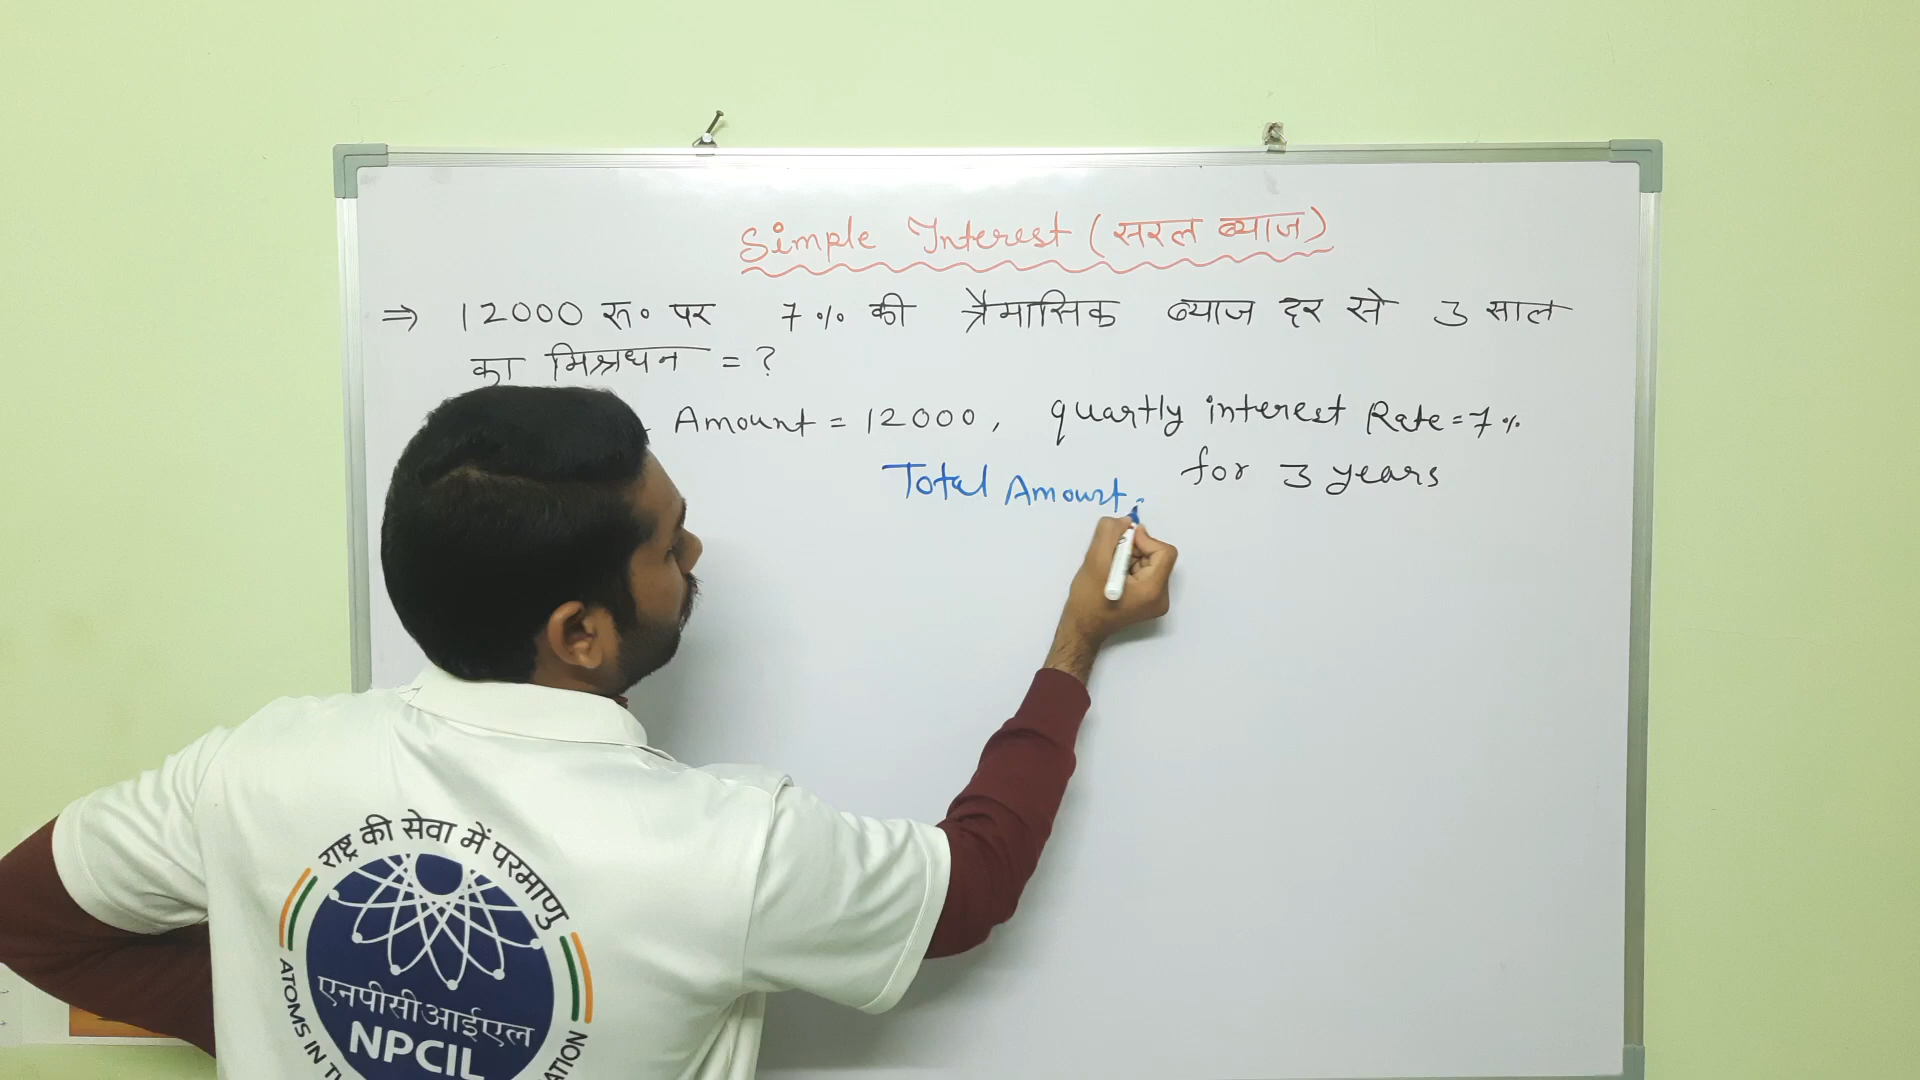 Simple Interest (सरल ब्याज)
⇒ 12000 रु० पर 7% की त्रैमासिक ब्याज दर से 3 साल
का मिश्रधन = ?
Amount = 12000, quartly interest Rate = 7%
for 3 years
Total Amount
राष्ट्र की सेवा में परमाणु
एनपीसीआईएल
NPCIL
ATOMS IN